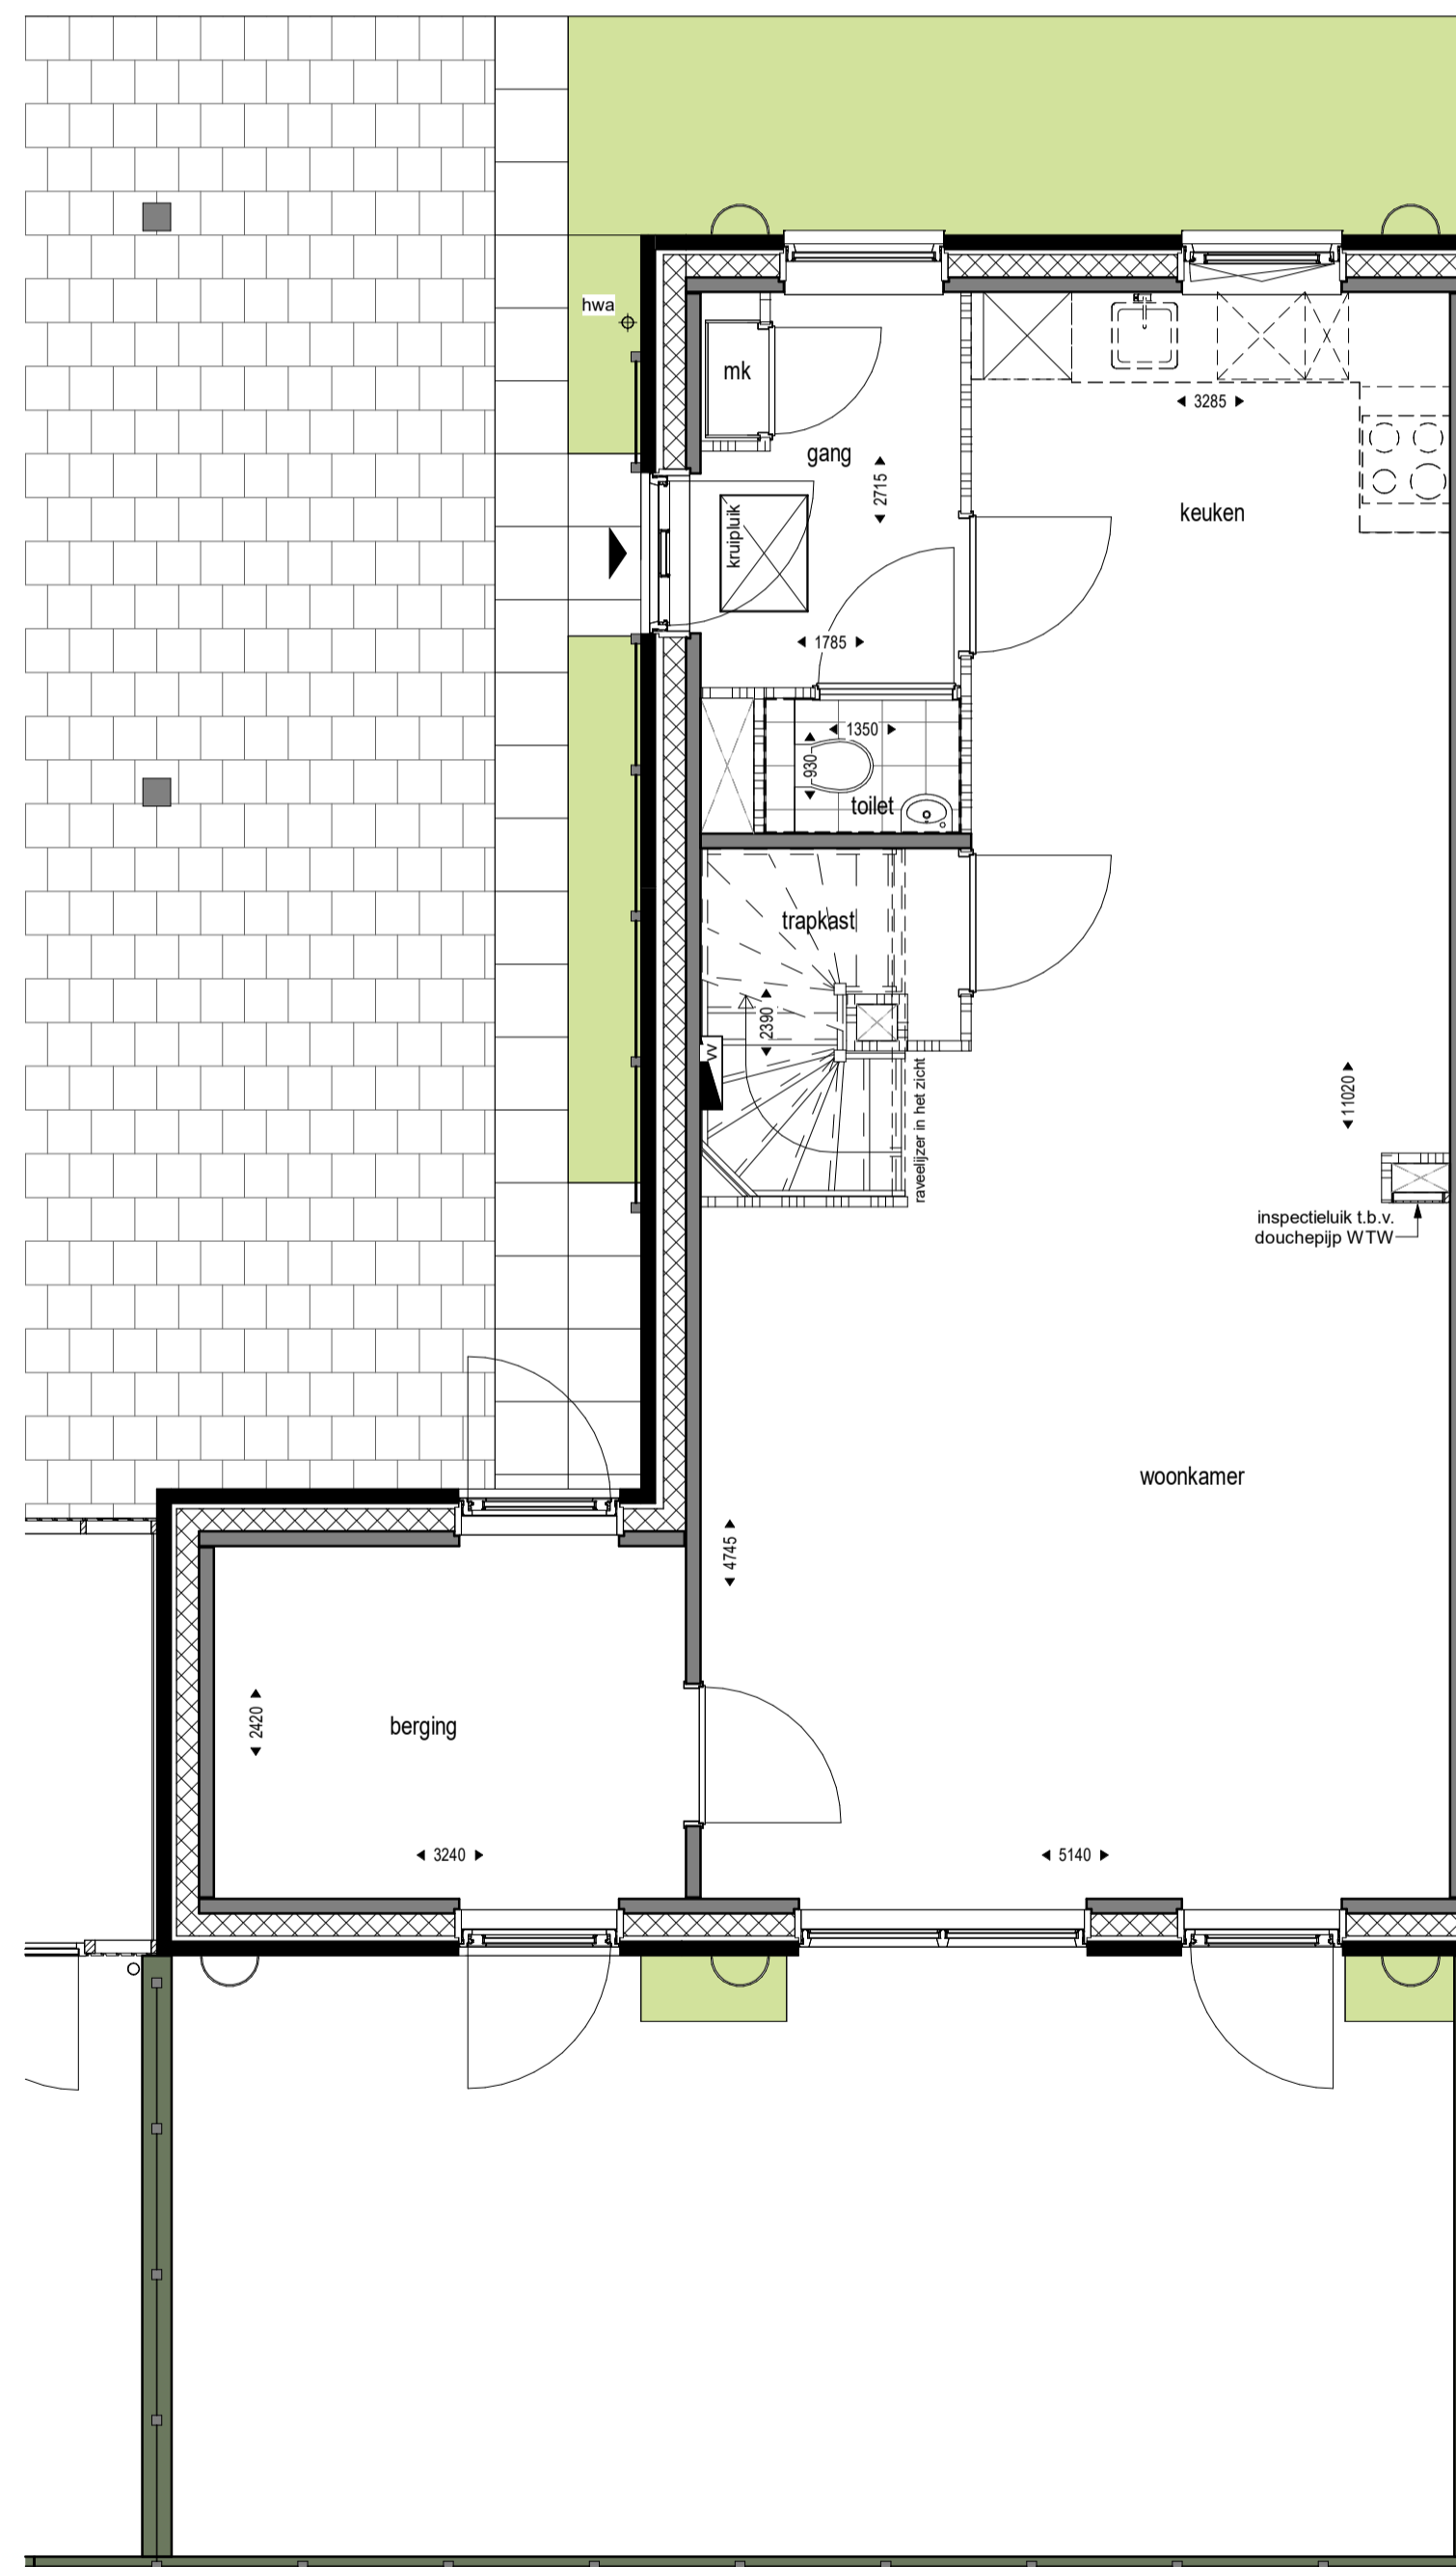 hwa
mk
3285
gang
2715
keuken
kruipluik
1785
1350
930
toilet
trapkast
2390
W
raveelijzer in het zicht
11020
inspectieluik t.b.v.
douchepijp WTW
woonkamer
4745
2420
berging
3240
5140